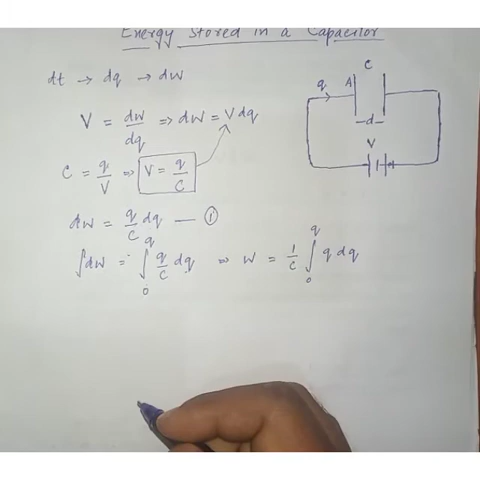 Energy Stored in a Capacitor
dt → dq → dW
C
q A
d
V
V = dw/dq ⇒ dW = Vdq
C = q/V ⇒ V = q/C
dw = q/C dq — ①
∫dw = ∫₀^q q/C dq ⇒ W = 1/C ∫₀^q q dq